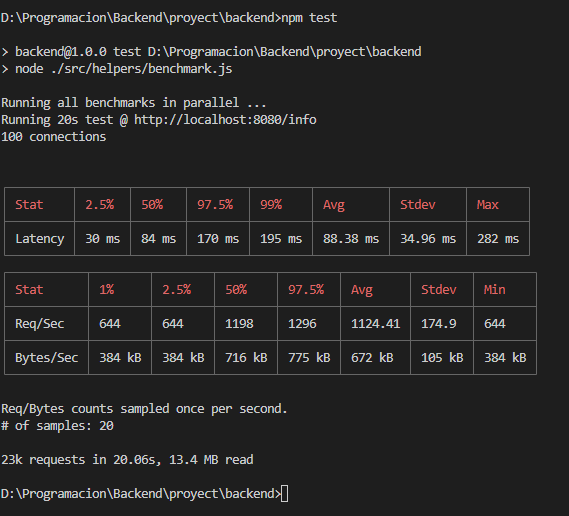 D:\Programacion\Backend\proyect\backend>npm test
> backend@1.0.0 test D:\Programacion\Backend\proyect\backend
> node ./src/helpers/benchmark.js
Running all benchmarks in parallel ...
Running 20s test @ http://localhost:8080/info
100 connections
Stat 2.5% 50% 97.5% 99% Avg Stdev Max
Latency 30 ms 84 ms 170 ms 195 ms 88.38 ms 34.96 ms 282 ms
Stat 1% 2.5% 50% 97.5% Avg Stdev Min
Req/Sec 644 644 1198 1296 1124.41 174.9 644
Bytes/Sec 384 kB 384 kB 716 kB 775 kB 672 kB 105 kB 384 kB
Req/Bytes counts sampled once per second.
# of samples: 20
23k requests in 20.06s, 13.4 MB read
D:\Programacion\Backend\proyect\backend>